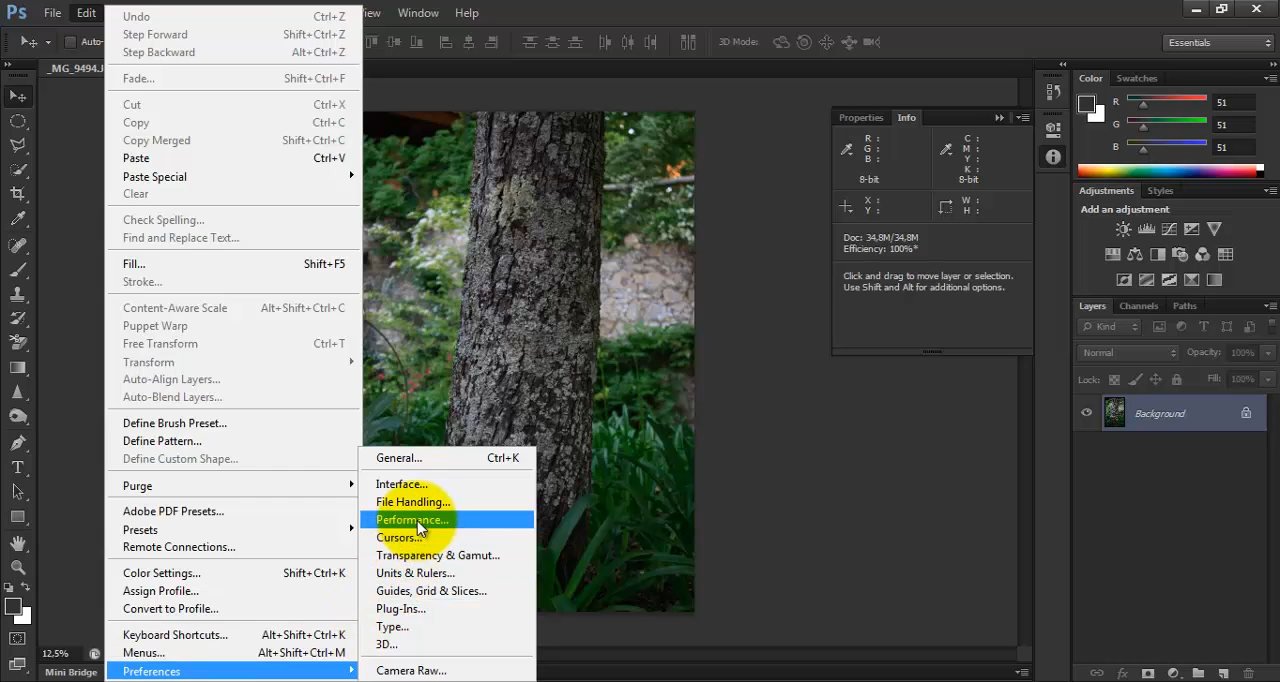 Ps File Edit View Window Help
Auto- 3D Mode: Essentials
_MG_9494.J
Undo Ctrl+Z
Step Forward Shift+Ctrl+Z
Step Backward Alt+Ctrl+Z
Fade... Shift+Ctrl+F
Cut Ctrl+X
Copy Ctrl+C
Copy Merged Shift+Ctrl+C
Paste Ctrl+V
Paste Special
Clear
Check Spelling...
Find and Replace Text...
Fill... Shift+F5
Stroke...
Content-Aware Scale Alt+Shift+Ctrl+C
Puppet Warp
Free Transform Ctrl+T
Transform
Auto-Align Layers...
Auto-Blend Layers...
Define Brush Preset...
Define Pattern...
Define Custom Shape...
Purge
Adobe PDF Presets...
Presets
Remote Connections...
Color Settings... Shift+Ctrl+K
Assign Profile...
Convert to Profile...
Keyboard Shortcuts... Alt+Shift+Ctrl+K
Menus... Alt+Shift+Ctrl+M
Preferences
General... Ctrl+K
Interface...
File Handling...
Performance...
Cursors...
Transparency & Gamut...
Units & Rulers...
Guides, Grid & Slices...
Plug-Ins...
Type...
3D...
Camera Raw...
Properties Info
R : C :
G : M :
B : Y :
K :
8-bit 8-bit
X : W :
Y : H :
Doc: 34,8M/34,8M
Efficiency: 100%*
Click and drag to move layer or selection.
Use Shift and Alt for additional options.
Color Swatches
R 51
G 51
B 51
Adjustments Styles
Add an adjustment
Layers Channels Paths
Kind
Normal Opacity: 100%
Lock: Fill: 100%
Background
12,5%
Mini Bridge